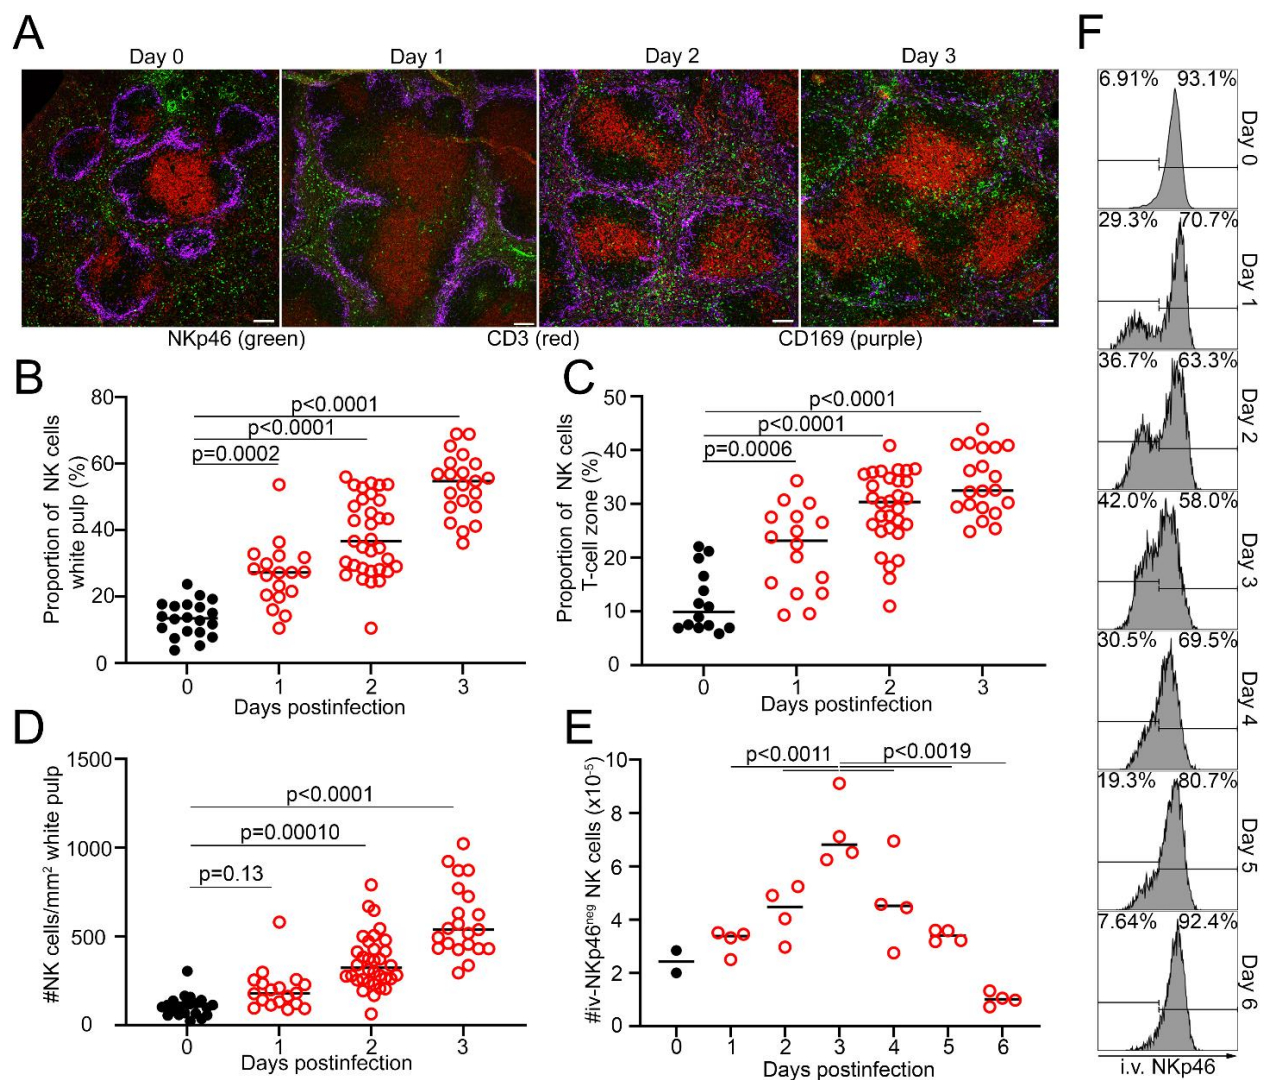 A
Day 0
Day 1
Day 2
Day 3
NKp46 (green)
CD3 (red)
CD169 (purple)
B
Proportion of NK cells
white pulp (%)
80
60
40
20
0
p<0.0001
p<0.0001
p=0.0002
0
1
2
3
Days postinfection
C
Proportion of NK cells
T-cell zone (%)
50
40
30
20
10
0
p<0.0001
p<0.0001
p=0.0006
0
1
2
3
Days postinfection
D
#NK cells/mm² white pulp
1500
1000
500
0
p<0.0001
p=0.00010
p=0.13
0
1
2
3
Days postinfection
E
#iv-NKp46ⁿᵉᵍ NK cells (x10⁻⁵)
10
8
6
4
2
0
p<0.0011
p<0.0019
0
1
2
3
4
5
6
Days postinfection
F
6.91% 93.1%
Day 0
29.3% 70.7%
Day 1
36.7% 63.3%
Day 2
42.0% 58.0%
Day 3
30.5% 69.5%
Day 4
19.3% 80.7%
Day 5
7.64% 92.4%
Day 6
i.v. NKp46